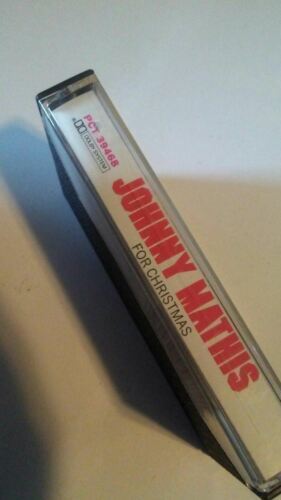 PCT 39468
DOLBY SYSTEM
JOHNNY MATHIS
FOR CHRISTMAS